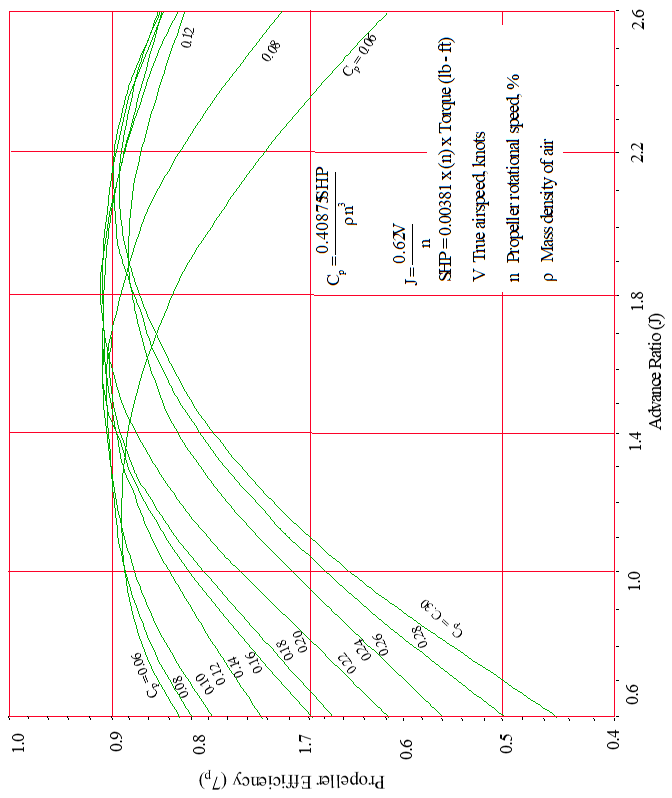 1.0
0.9
0.8
1.7
0.6
0.5
0.4
Propeller Efficiency (7p)
0.6
1.0
1.4
1.8
2.2
2.6
Advance Ratio (J)
Cp=0.06
0.08
0.10
0.12
0.14
0.16
0.18
0.20
0.22
0.24
0.26
0.28
Cp = C.30
0.12
0.08
Cp = 0.06
Cp = 0.40875SHP / ρn³
J = 0.62V / n
SHP = 0.00381 x (n) x Torque (lb - ft)
V True airspeed, knots
n Propeller rotational speed, %
ρ Mass density of air